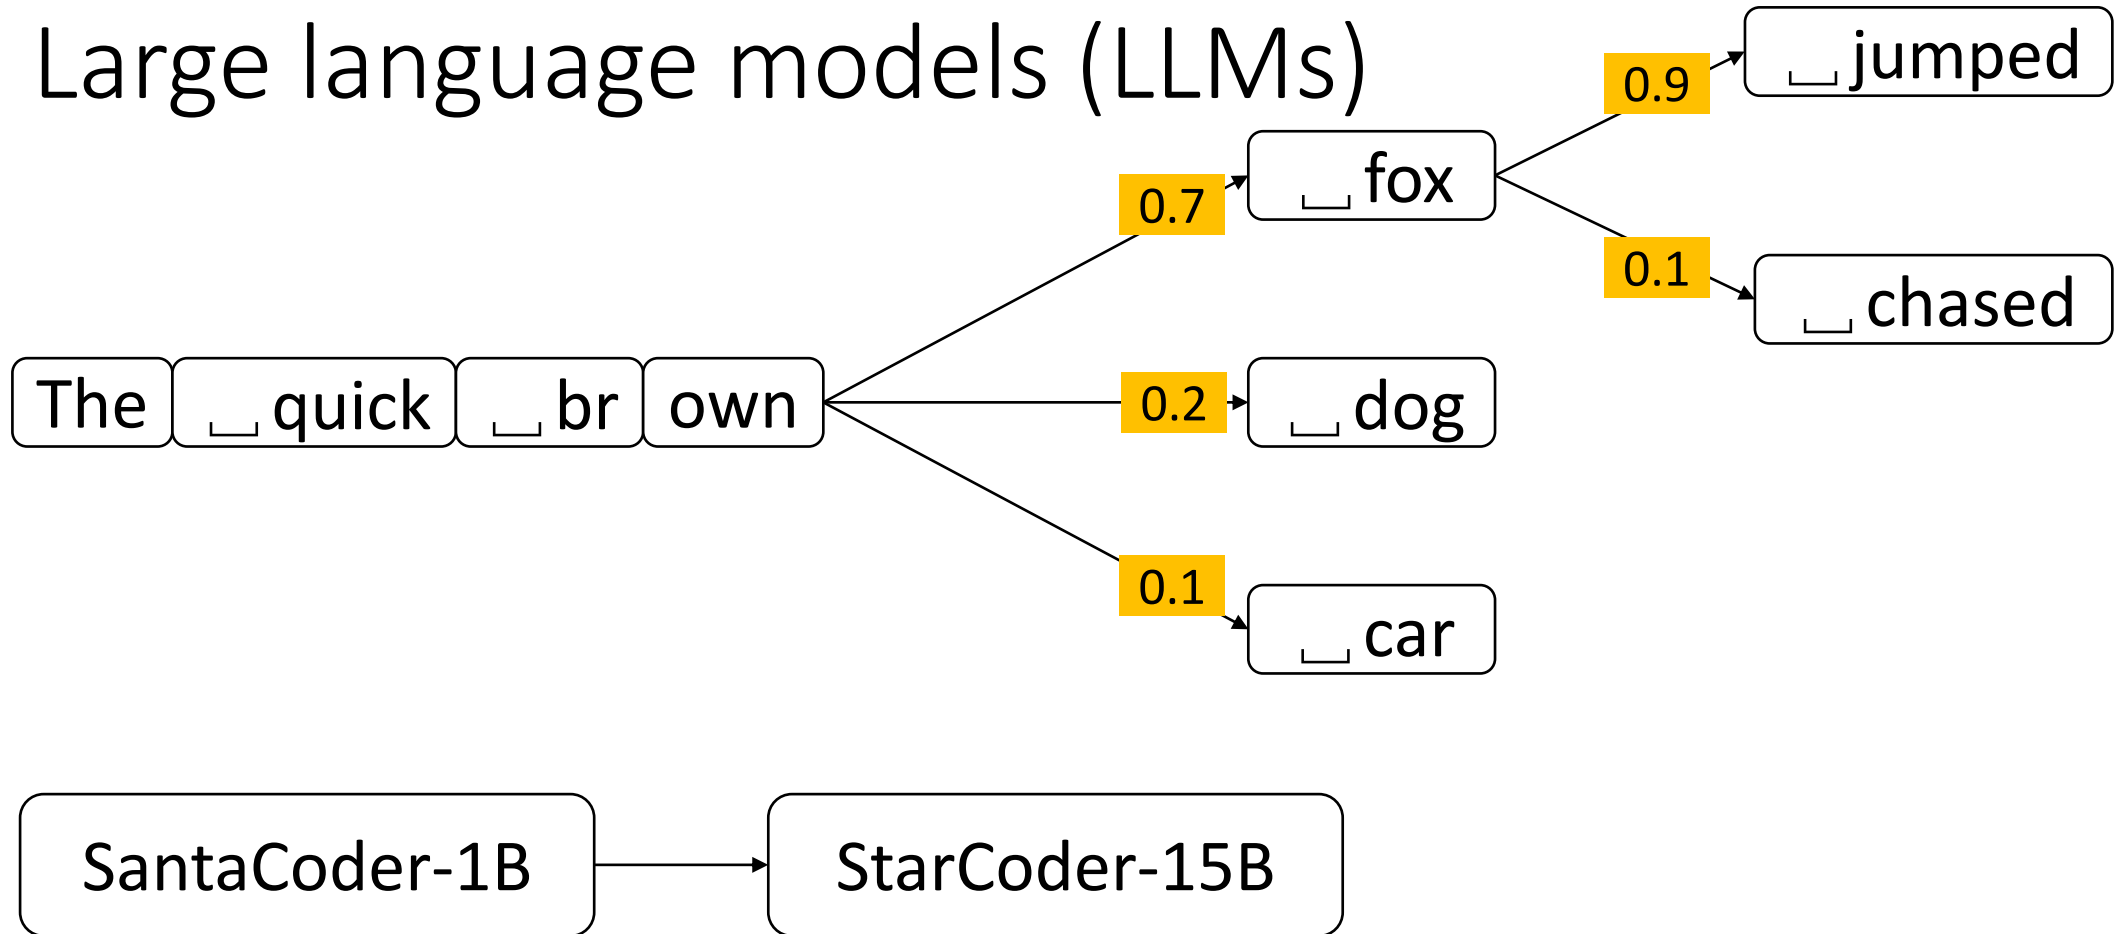 Large language models (LLMs)
␣jumped
0.9
␣fox
0.7
0.1
␣chased
The ␣quick ␣br own
0.2
␣dog
0.1
␣car
SantaCoder-1B
StarCoder-15B